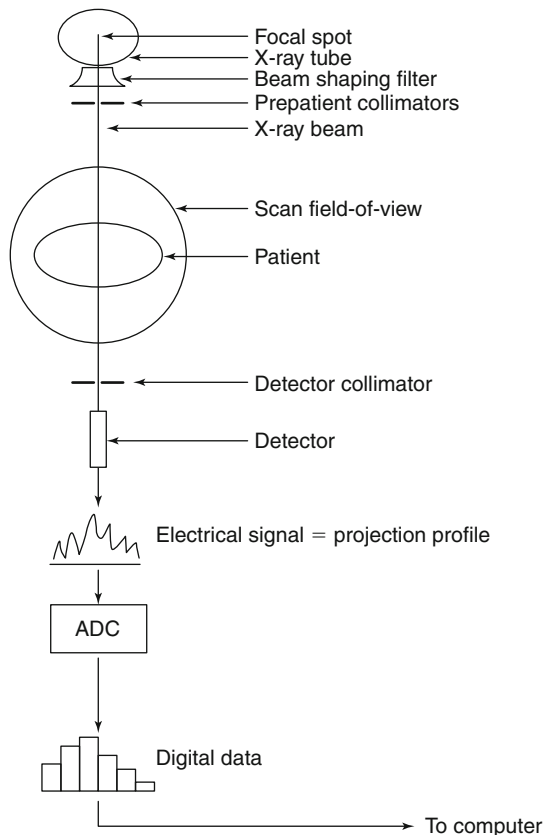 Focal spot
X-ray tube
Beam shaping filter
Prepatient collimators
X-ray beam
Scan field-of-view
Patient
Detector collimator
Detector
Electrical signal = projection profile
ADC
Digital data
To computer